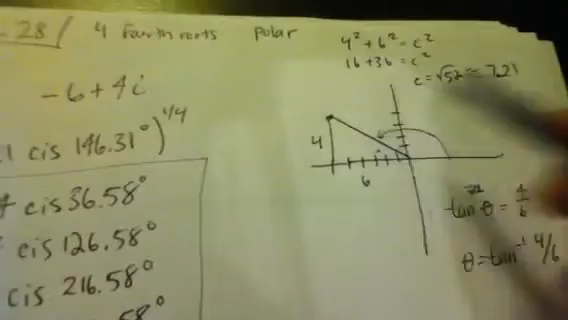 28 4 fourth roots polar
-6+4i
1 cis 146.31°)^1/4
cis 36.58°
cis 126.58°
cis 216.58°
58°
4² + 6² = c²
16 + 36 = c²
c = √52 ≈ 7.21
4
6
tan θ = 4/6
θ = tan⁻¹ 4/6